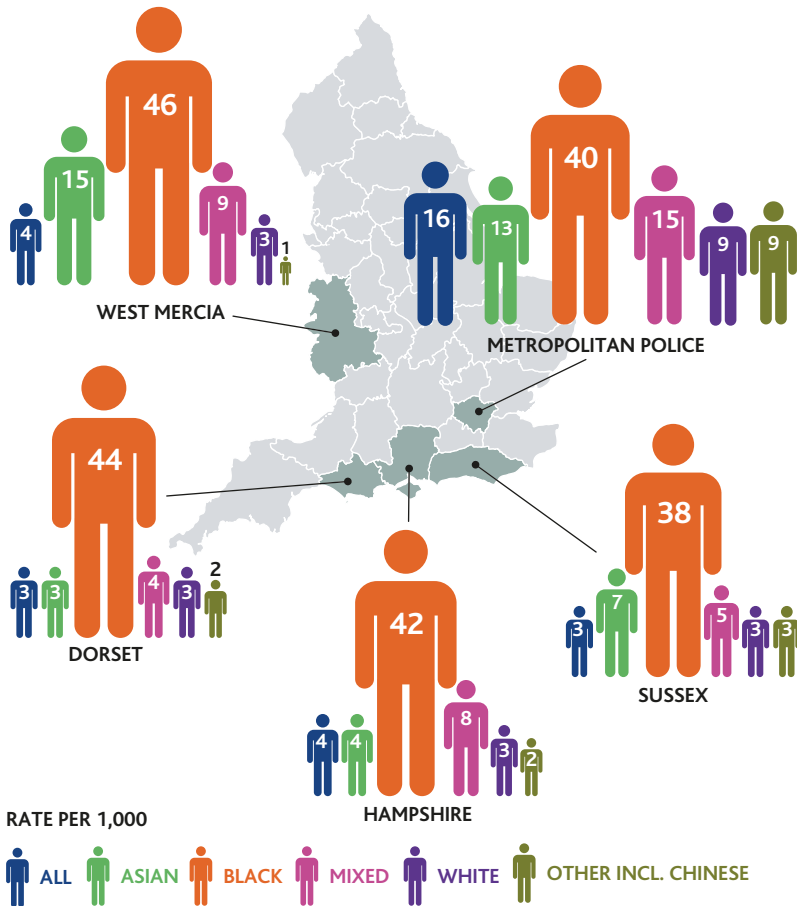 46
15
9
4
3
1
WEST MERCIA
40
16
13
15
9
9
METROPOLITAN POLICE
44
3
3
4
3
2
DORSET
42
4
4
8
3
2
HAMPSHIRE
38
3
7
5
3
3
SUSSEX
RATE PER 1,000
ALL
ASIAN
BLACK
MIXED
WHITE
OTHER INCL. CHINESE